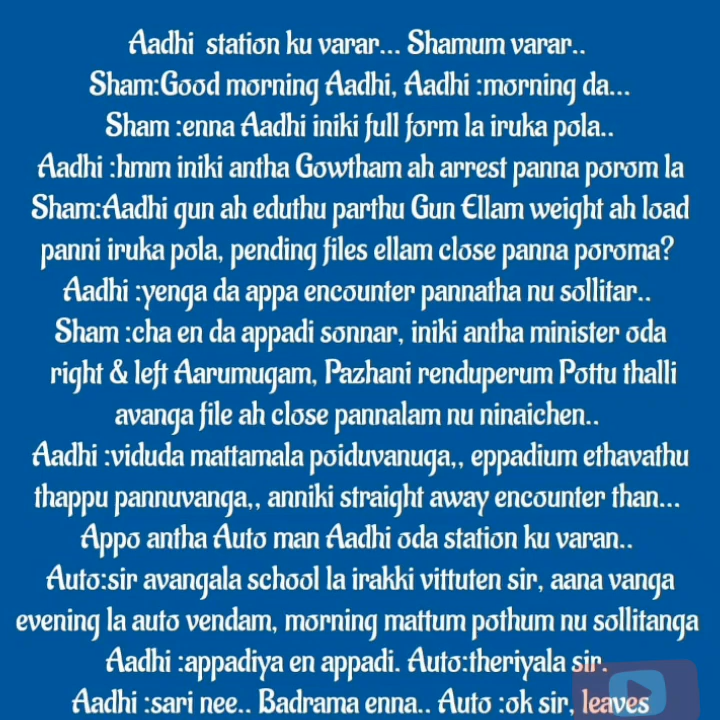 Aadhi station ku varar... Shamum varar..
Sham:Good morning Aadhi, Aadhi :morning da...
Sham :enna Aadhi iniki full form la iruka pola..
Aadhi :hmm iniki antha Gowtham ah arrest panna porom la
Sham:Aadhi gun ah eduthu parthu Gun Ellam weight ah load
panni iruka pola, pending files ellam close panna poroma?
Aadhi :yenga da appa encounter pannatha nu sollitar..
Sham :cha en da appadi sonnar, iniki antha minister oda
right & left Aarumugam, Pazhani renduperum Pottu thalli
avanga file ah close pannalam nu ninaichen..
Aadhi :viduda mattamala poiduvanuga,, eppadium ethavathu
thappu pannuvanga,, anniki straight away encounter than...
Appo antha Auto man Aadhi oda station ku varan..
Auto:sir avangala school la irakki vittuten sir, aana vanga
evening la auto vendam, morning mattum pothum nu sollitanga
Aadhi :appadiya en appadi. Auto:theriyala sir.
Aadhi :sari nee.. Badrama enna.. Auto :ok sir, leaves